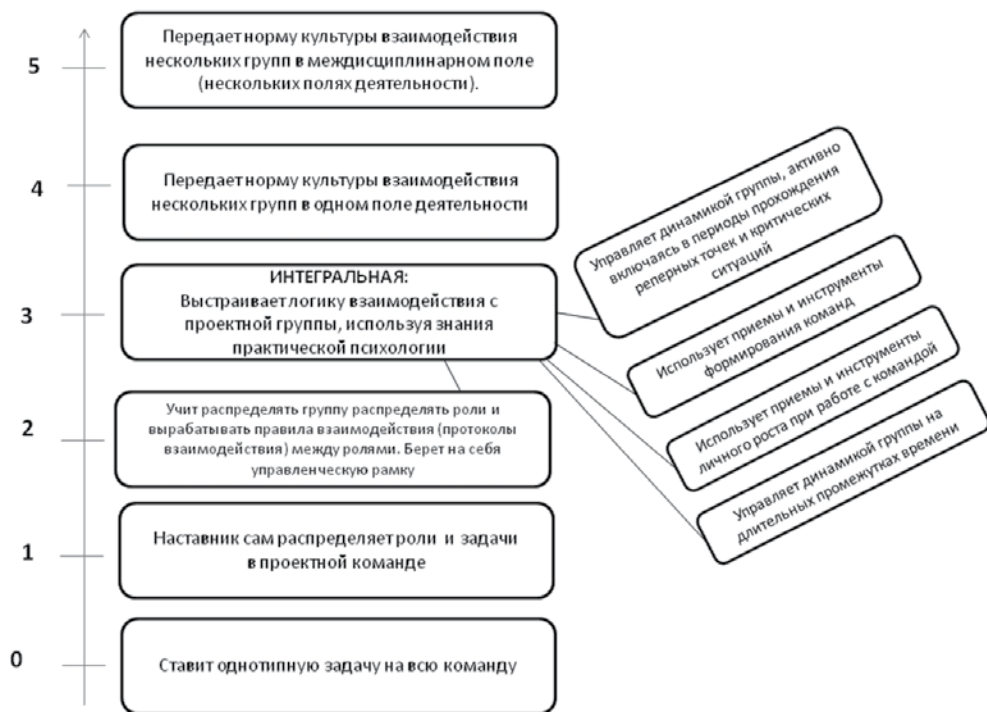 5
Передает норму культуры взаимодействия
нескольких групп в междисциплинарном поле
(нескольких полях деятельности).
4
Передает норму культуры взаимодействия
нескольких групп в одном поле деятельности
3
ИНТЕГРАЛЬНАЯ:
Выстраивает логику взаимодействия с
проектной группы, используя знания
практической психологии
Управляет динамикой группы, активно
включаясь в периоды прохождения
реперных точек и критических
ситуаций
Использует приемы и инструменты
формирования команд
Использует приемы и инструменты
личного роста при работе с командой
Управляет динамикой группы на
длительных промежутках времени
2
Учит распределять группу распределять роли и
вырабатывать правила взаимодействия (протоколы
взаимодействия) между ролями. Берет на себя
управленческую рамку
1
Наставник сам распределяет роли и задачи
в проектной команде
0
Ставит однотипную задачу на всю команду